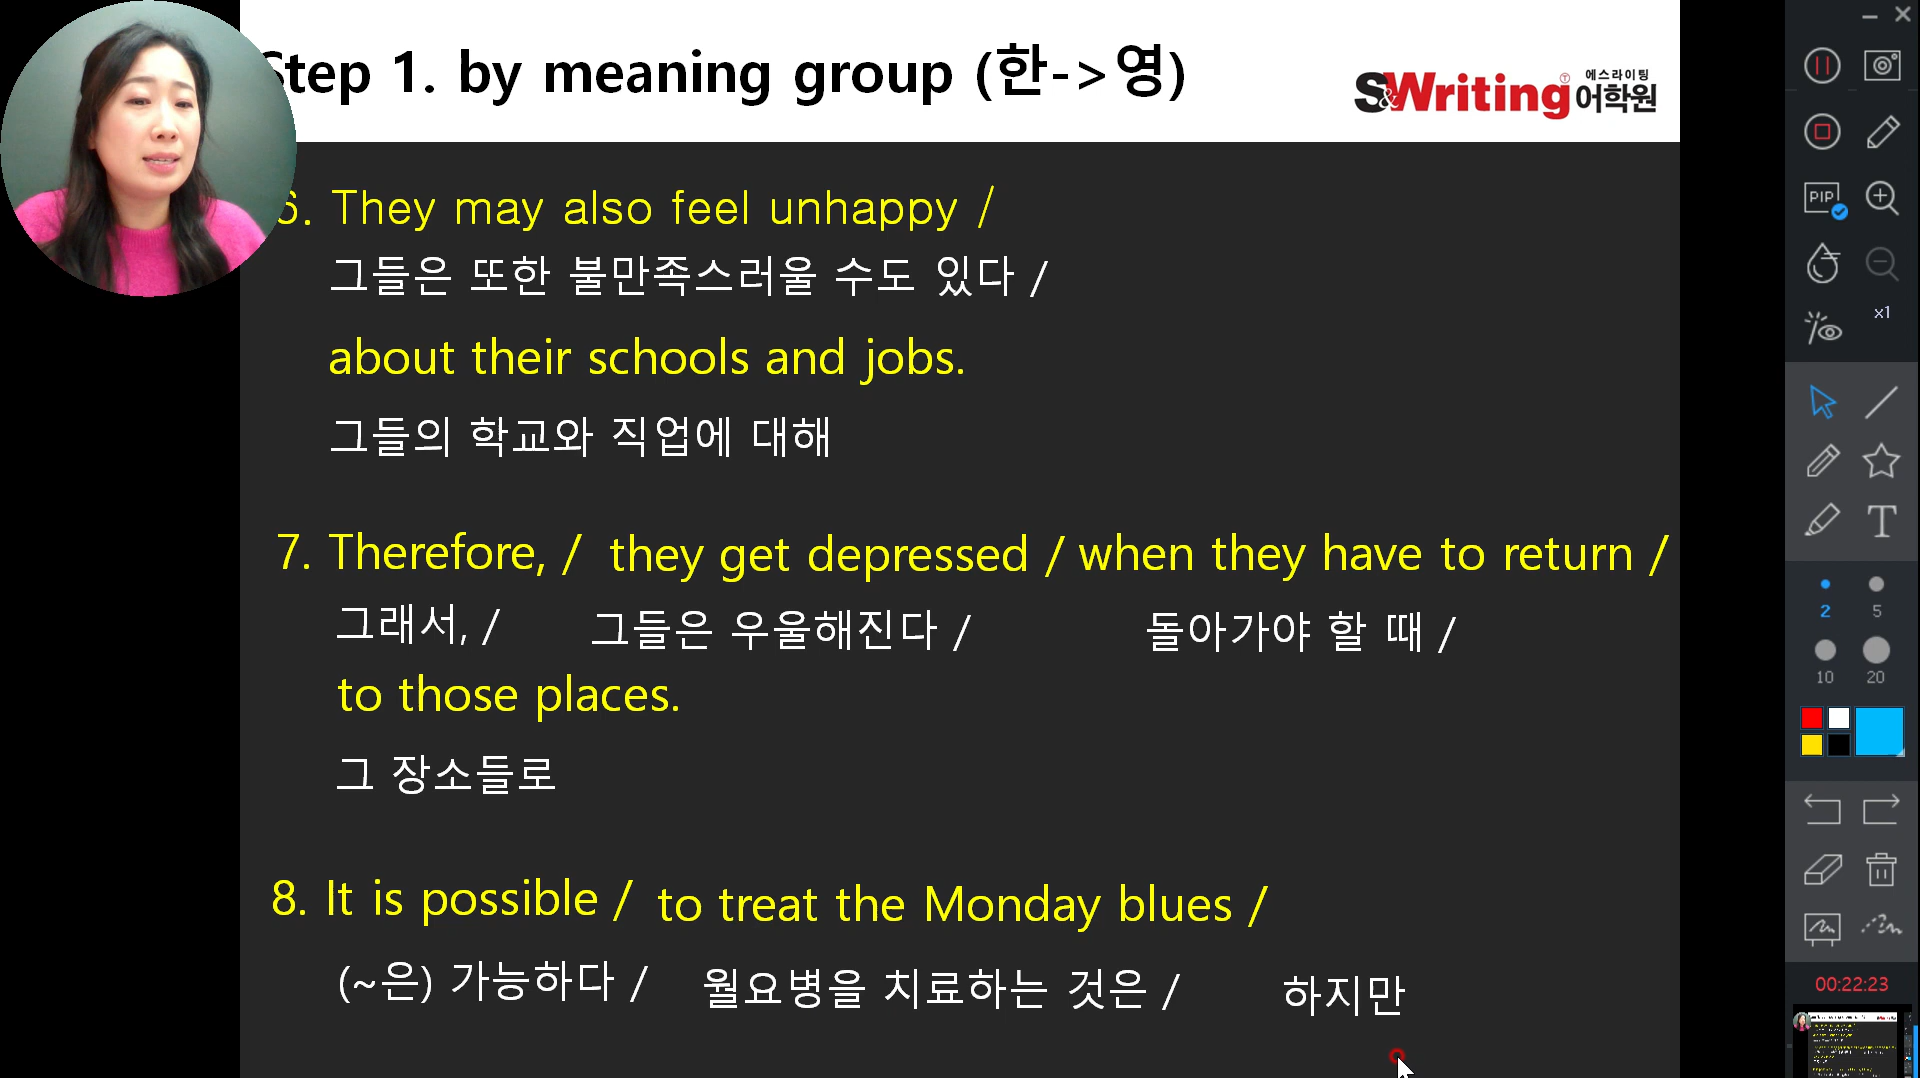 Step 1. by meaning group (한->영)
S&Writing 에스라이팅 어학원
6. They may also feel unhappy /
그들은 또한 불만족스러울 수도 있다 /
about their schools and jobs.
그들의 학교와 직업에 대해
7. Therefore, / they get depressed / when they have to return /
그래서, / 그들은 우울해진다 / 돌아가야 할 때 /
to those places.
그 장소들로
8. It is possible / to treat the Monday blues /
(~은) 가능하다 / 월요병을 치료하는 것은 / 하지만
PIP
x1
T
2 5
10 20
00:22:23